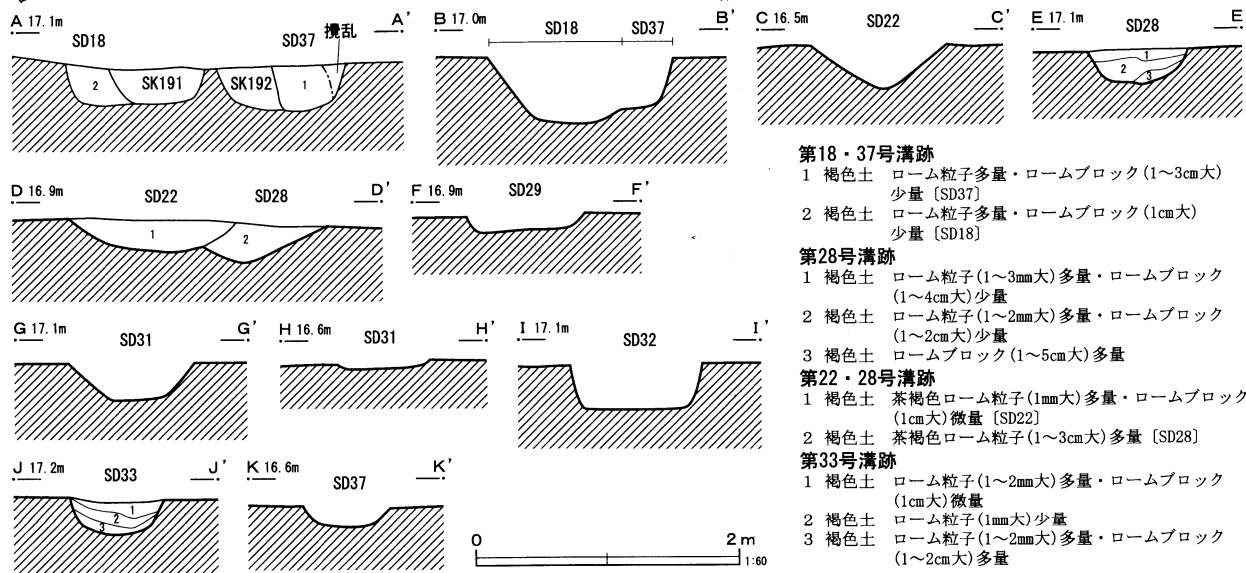 A 17.1m A'
SD18 SD37 攪乱
2 SK191 SK192 1
B 17.0m B'
SD18 SD37
C 16.5m C'
SD22
E 17.1m E
SD28
1
2
3
D 16.9m D'
SD22 SD28
1 2
F 16.9m F'
SD29
G 17.1m G'
SD31
H 16.6m H'
SD31
I 17.1m I'
SD32
J 17.2m J'
SD33
1
2
3
K 16.6m K'
SD37
0 2m
1:60
第18・37号溝跡
1 褐色土 ローム粒子多量・ロームブロック(1〜3cm大)
少量〔SD37〕
2 褐色土 ローム粒子多量・ロームブロック(1cm大)
少量〔SD18〕
第28号溝跡
1 褐色土 ローム粒子(1〜3mm大)多量・ロームブロック
(1〜4cm大)少量
2 褐色土 ローム粒子(1〜2mm大)多量・ロームブロック
(1〜2cm大)少量
3 褐色土 ロームブロック(1〜5cm大)多量
第22・28号溝跡
1 褐色土 茶褐色ローム粒子(1mm大)多量・ロームブロック
(1cm大)微量〔SD22〕
2 褐色土 茶褐色ローム粒子(1〜3cm大)多量〔SD28〕
第33号溝跡
1 褐色土 ローム粒子(1〜2mm大)多量・ロームブロック
(1cm大)微量
2 褐色土 ローム粒子(1mm大)少量
3 褐色土 ローム粒子(1〜2mm大)多量・ロームブロック
(1〜2cm大)多量